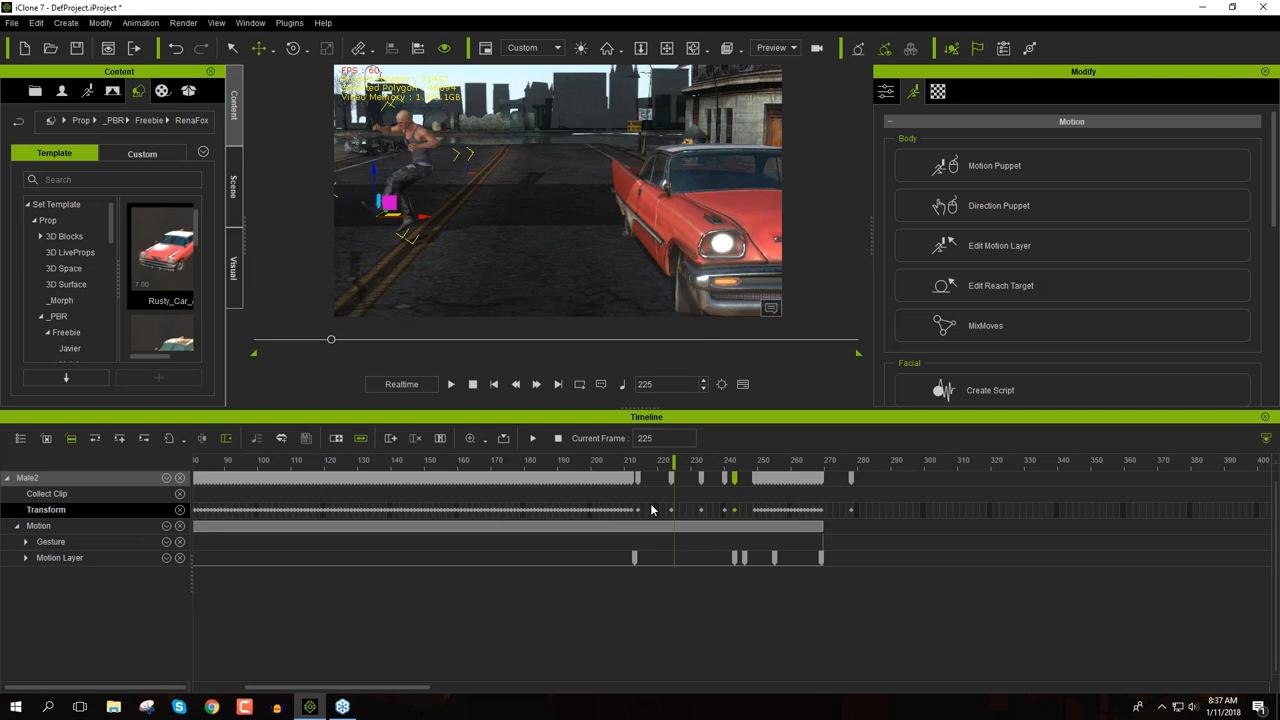 iClone 7 - DefProject.iProject *
File Edit Create Modify Animation Render View Window Plugins Help
Custom
Preview
Content
Modify
FPS : 60
Motion
Prop _PBR Freebie RenaFox
Body
Template Custom
Motion Puppet
Search
Direction Puppet
Set Template
Prop
3D Blocks
Edit Motion Layer
3D LiveProps
3D Space
3D Surface
Edit Reach Target
7.00
_Morph
Rusty_Car_
_PBR
MixMoves
Freebie
Javier
Facial
Realtime
225
Create Script
Content
Scene
Visual
Timeline
Current Frame : 225
90 100 110 120 130 140 150 160 170 180 190 200 210 220 230 240 250 260 270 280 290 300 310 320 330 340 350 360 370 380 390 400
Male2
Collect Clip
Transform
Motion
Gesture
Motion Layer
8:37 AM
1/11/2018